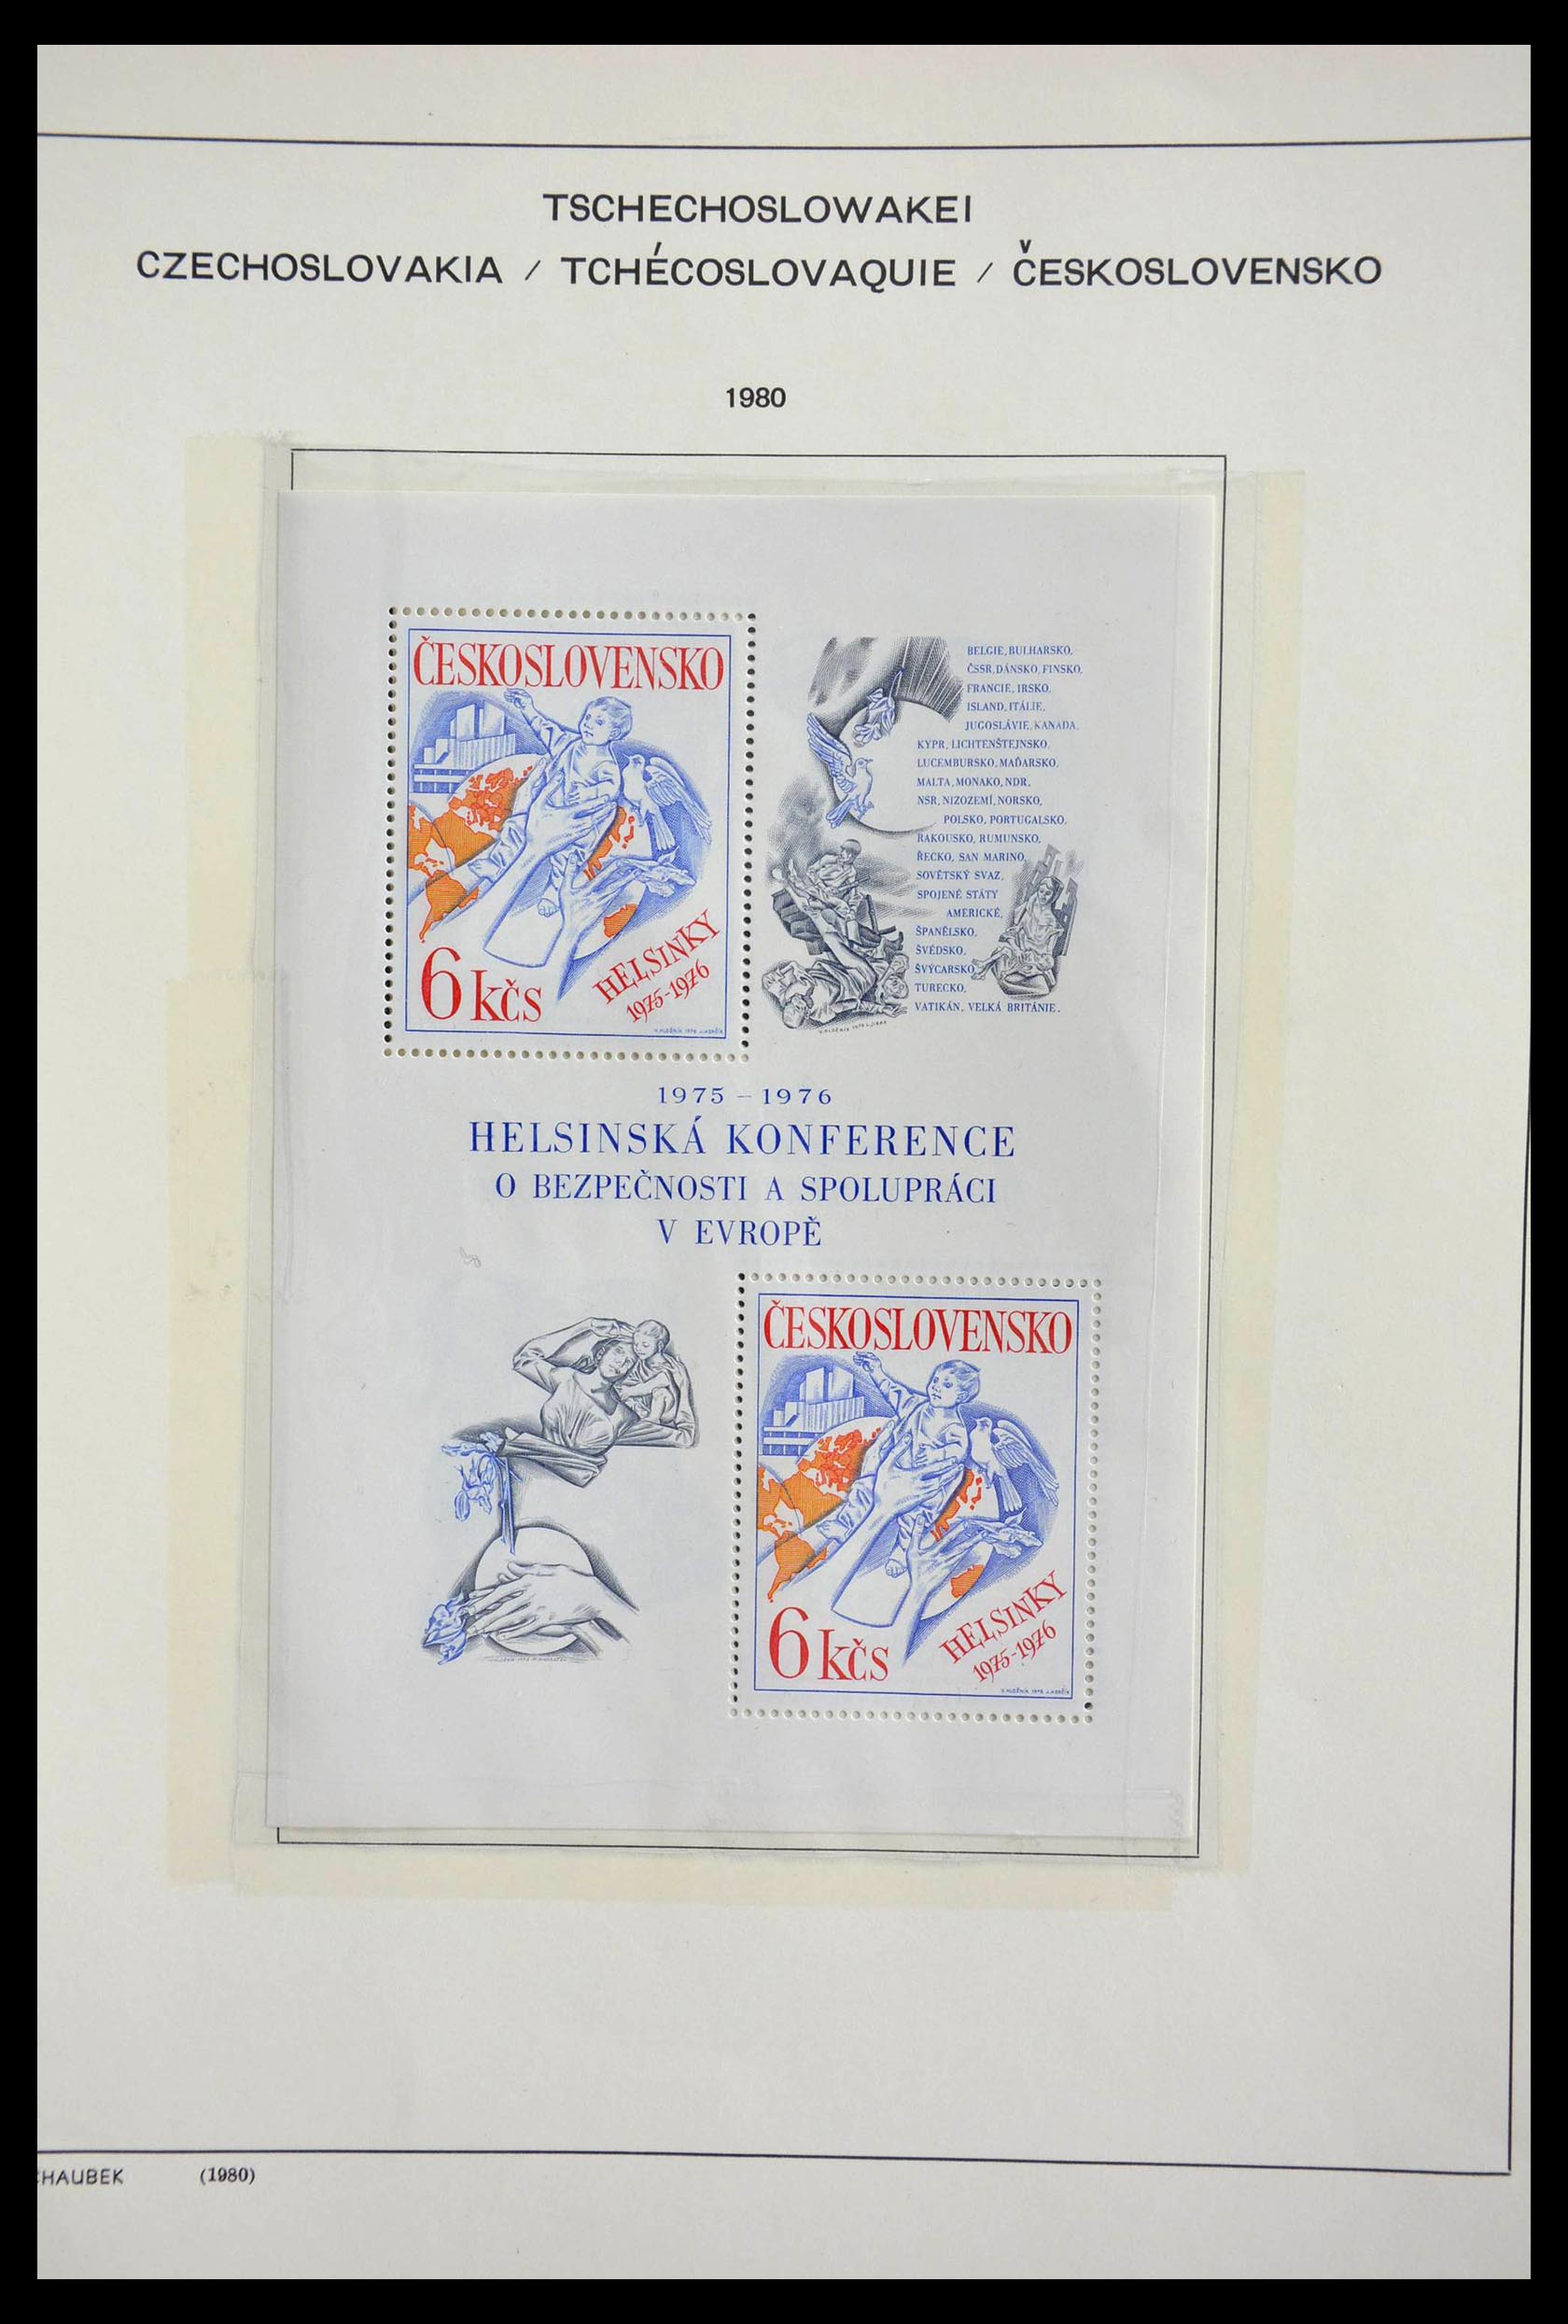 TSCHECHOSLOWAKEI
CZECHOSLOVAKIA / TCHÉCOSLOVAQUIE / ČESKOSLOVENSKO
1980
ČESKOSLOVENSKO
6 kčs
HELSINKY
1975-1976
BELGIE, BULHARSKO,
ČSSR, DÁNSKO, FINSKO,
FRANCIE, IRSKO,
ISLAND, ITÁLIE,
JUGOSLÁVIE, KANADA,
KYPR, LICHTENŠTEJNSKO,
LUCEMBURSKO, MAĎARSKO,
MALTA, MONAKO, NDR,
NSR, NIZOZEMÍ, NORSKO,
POLSKO, PORTUGALSKO,
RAKOUSKO, RUMUNSKO,
ŘECKO, SAN MARINO,
SOVĚTSKÝ SVAZ,
SPOJENÉ STÁTY
AMERICKÉ,
ŠPANĚLSKO,
ŠVÉDSKO,
ŠVÝCARSKO,
TURECKO,
VATIKÁN, VELKÁ BRITÁNIE.
1975 – 1976
HELSINSKÁ KONFERENCE
O BEZPEČNOSTI A SPOLUPRÁCI
V EVROPĚ
ČESKOSLOVENSKO
6 kčs
HELSINKY
1975-1976
CHAUBEK (1980)